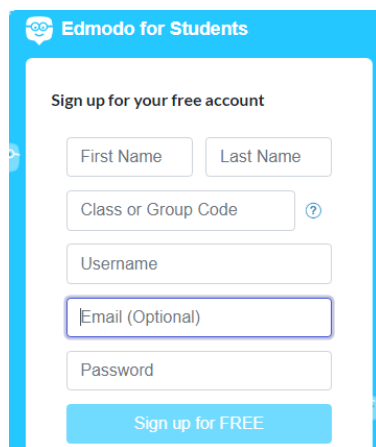 Edmodo for Students
Sign up for your free account
First Name Last Name
Class or Group Code ?
Username
Email (Optional)
Password
Sign up for FREE